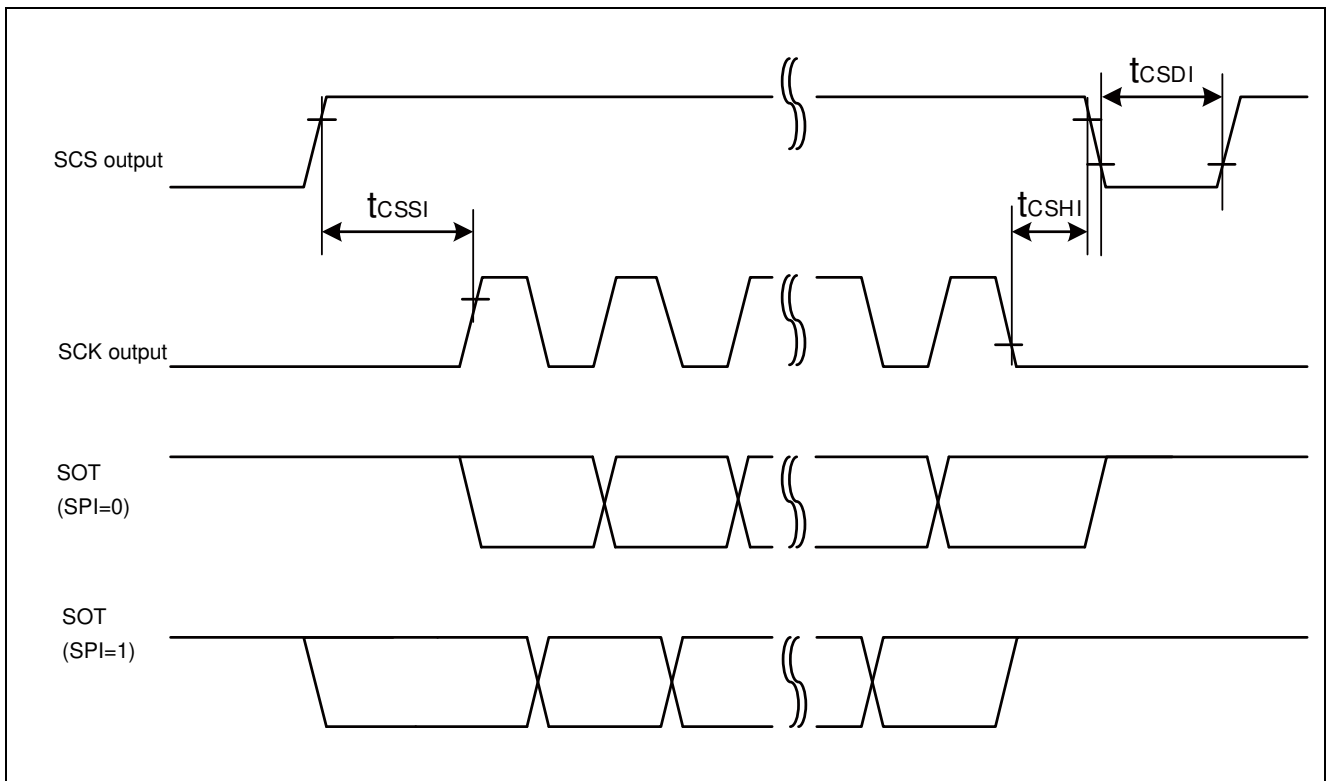 tCSDI
SCS output
tCSSI
tCSHI
SCK output
SOT
(SPI=0)
SOT
(SPI=1)